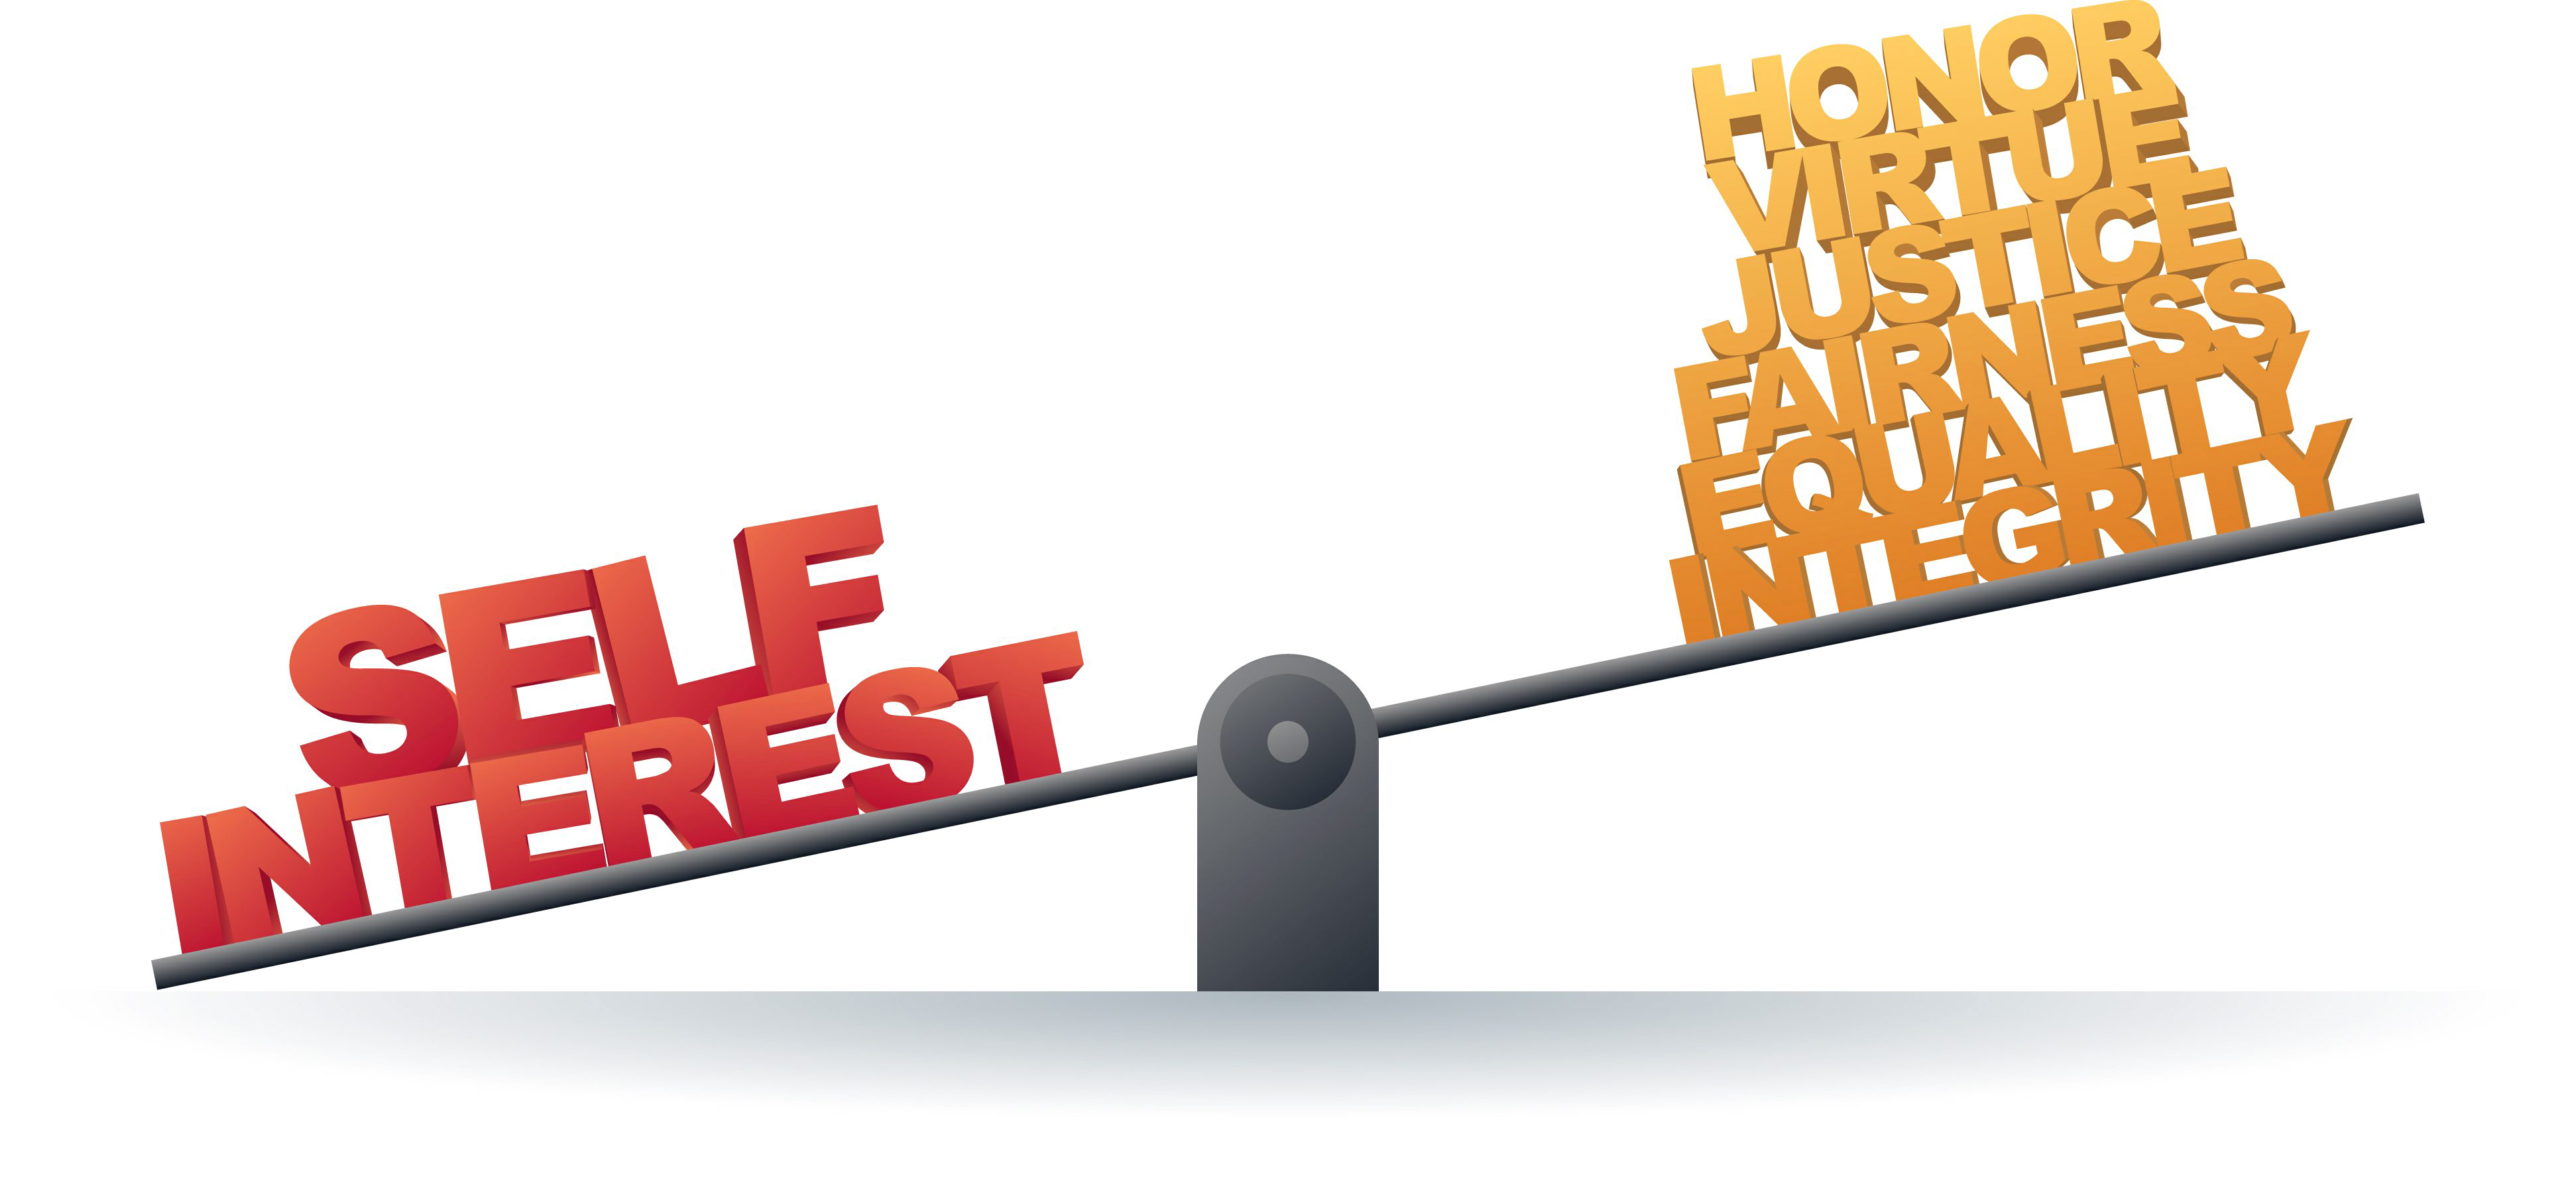 SELF
INTEREST
HONOR
VIRTUE
JUSTICE
FAIRNESS
EQUALITY
INTEGRITY